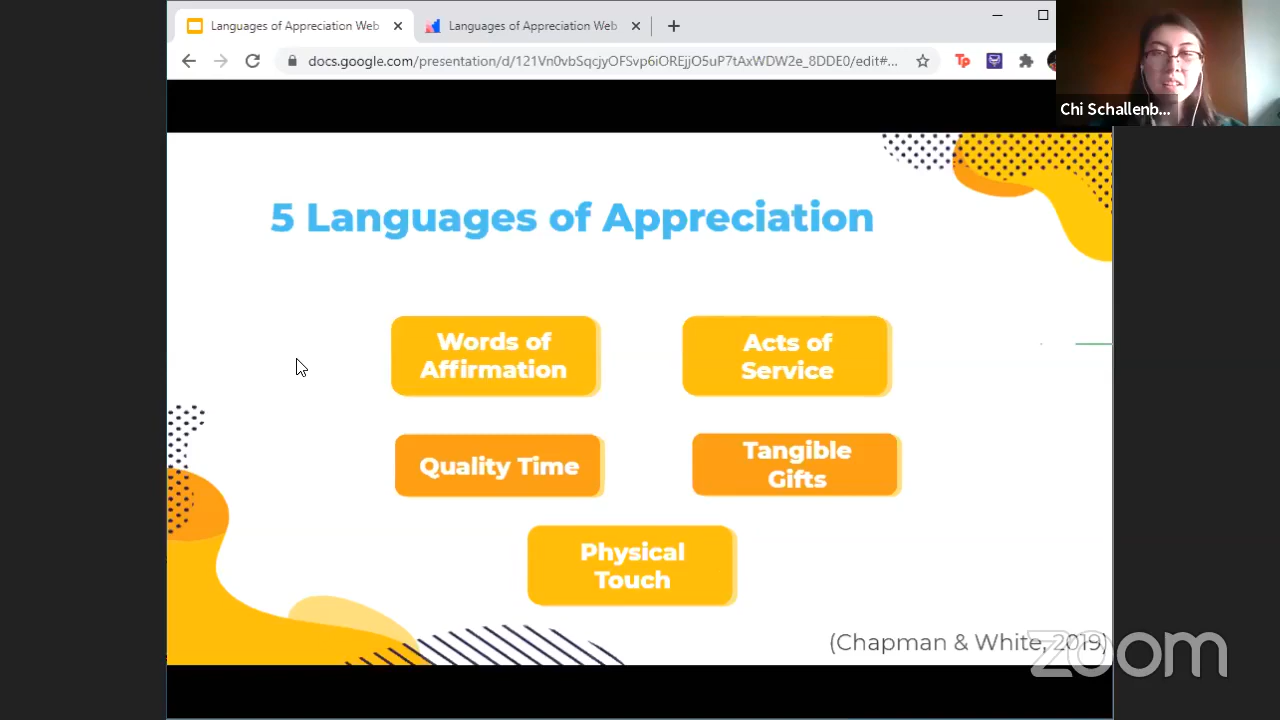 Languages of Appreciation Web
Languages of Appreciation Web
docs.google.com/presentation/d/121Vn0vbSqcjyOFSvp6iOREjjO5uP7tAxWDW2e_8DDE0/edit#...
Tp
Chi Schallenb...
5 Languages of Appreciation
Words of
Affirmation
Acts of
Service
Quality Time
Tangible
Gifts
Physical
Touch
(Chapman & White, 2019)
zoom